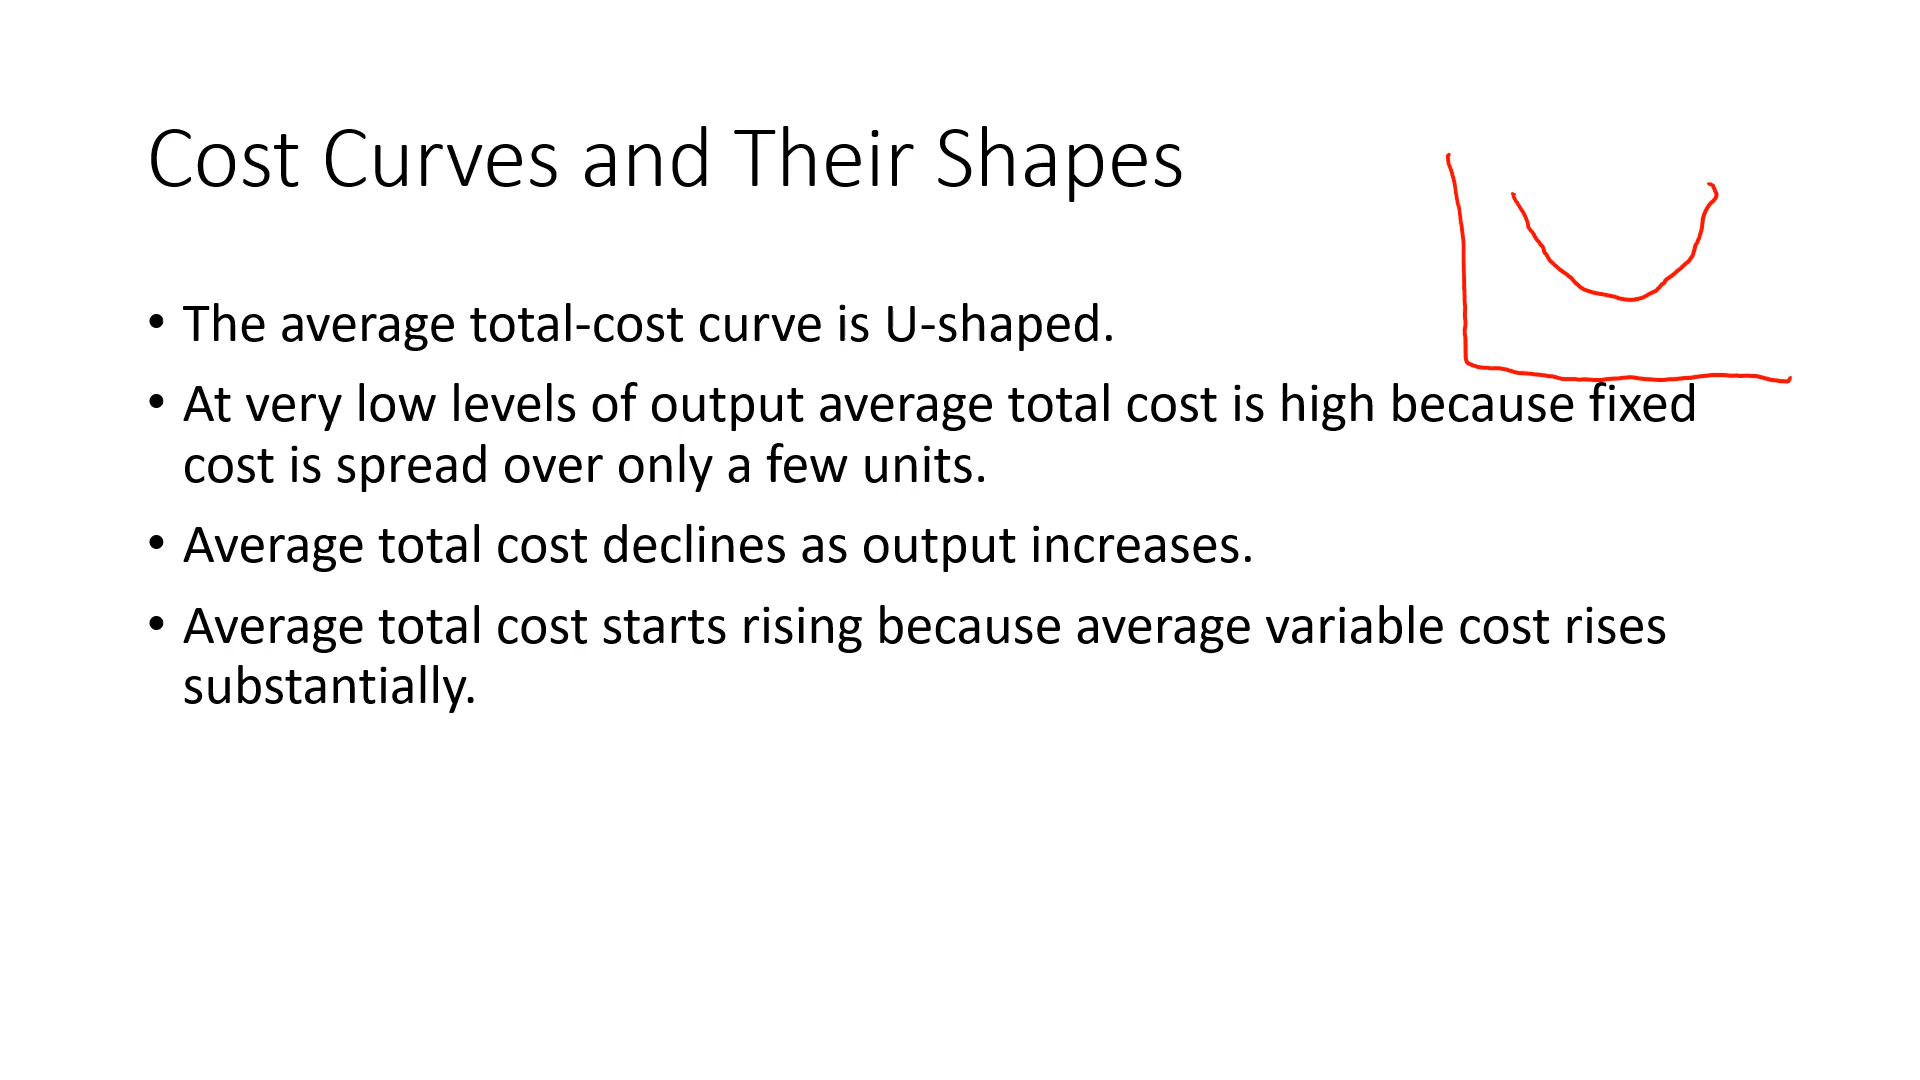 Cost Curves and Their Shapes
• The average total-cost curve is U-shaped.
• At very low levels of output average total cost is high because fixed
cost is spread over only a few units.
• Average total cost declines as output increases.
• Average total cost starts rising because average variable cost rises
substantially.